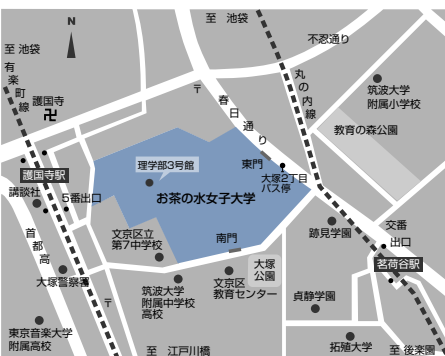 N
至 池袋
不忍通り
至 池袋
有楽町線
護国寺
丸の内線
筑波大学
附属小学校
春日通り
教育の森公園
理学部3号館
東門
大塚2丁目
バス停
護国寺駅
講談社
5番出口
お茶の水女子大学
首都高
文京区立
第7中学校
南門
跡見学園
交番
出口
茗荷谷駅
大塚
公園
大塚警察署
筑波大学
附属中学校
高校
文京区
教育センター
貞静学園
東京音楽大学
附属高校
拓殖大学
至 江戸川橋
至 後楽園